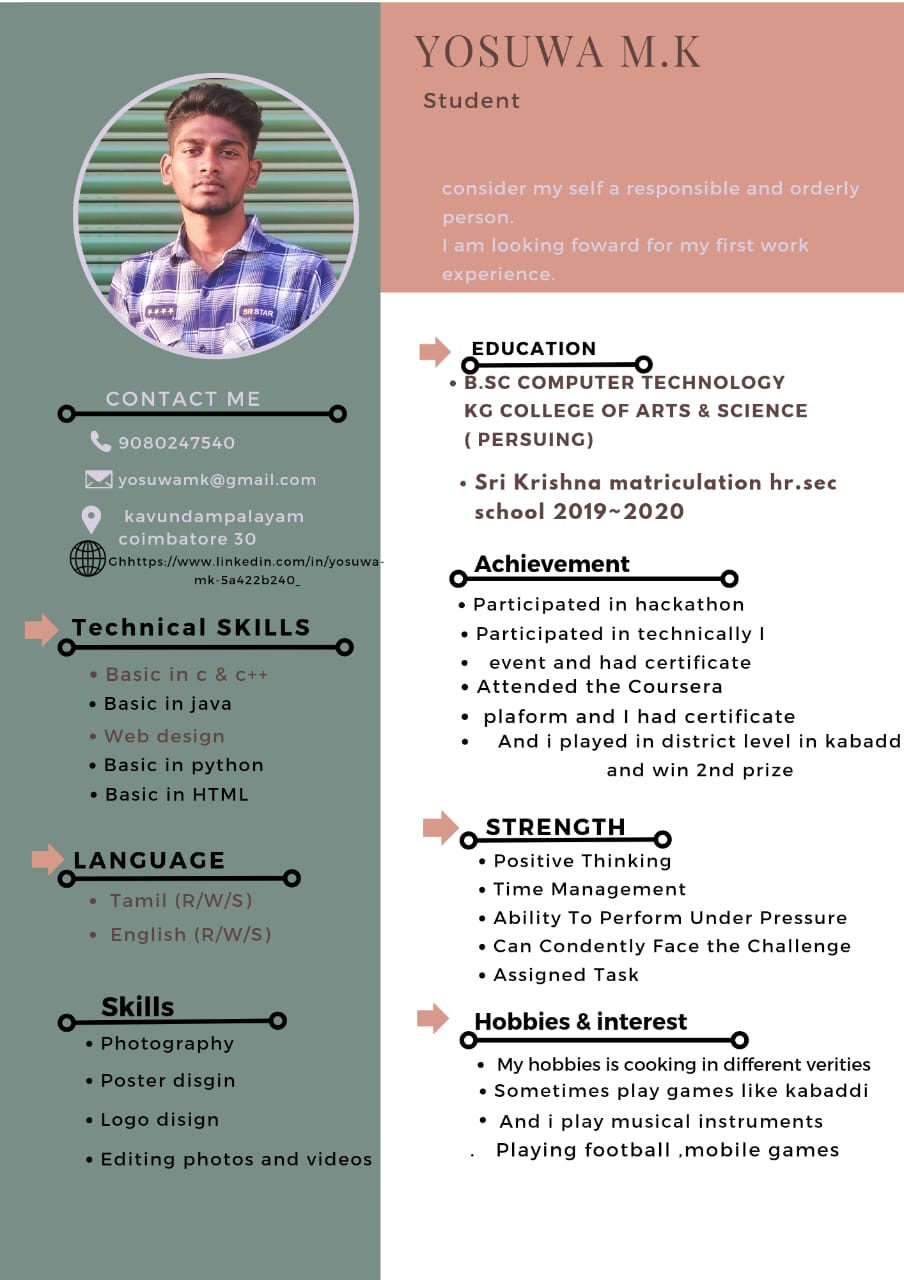 YOSUWA M.K
Student
consider my self a responsible and orderly
person.
I am looking foward for my first work
experience.
SR STAR
CONTACT ME
9080247540
yosuwamk@gmail.com
kavundampalayam
coimbatore 30
Ghhttps://www.linkedin.com/in/yosuwa-
mk-5a422b240_
Technical SKILLS
• Basic in c & c++
• Basic in java
• Web design
• Basic in python
• Basic in HTML
LANGUAGE
• Tamil (R/W/S)
• English (R/W/S)
Skills
• Photography
• Poster disgin
• Logo disign
• Editing photos and videos
EDUCATION
• B.SC COMPUTER TECHNOLOGY
KG COLLEGE OF ARTS & SCIENCE
( PERSUING)
• Sri Krishna matriculation hr.sec
school 2019~2020
Achievement
• Participated in hackathon
• Participated in technically I
• event and had certificate
• Attended the Coursera
• plaform and I had certificate
• And i played in district level in kabadd
and win 2nd prize
STRENGTH
• Positive Thinking
• Time Management
• Ability To Perform Under Pressure
• Can Condently Face the Challenge
• Assigned Task
Hobbies & interest
• My hobbies is cooking in different verities
• Sometimes play games like kabaddi
• And i play musical instruments
. Playing football ,mobile games